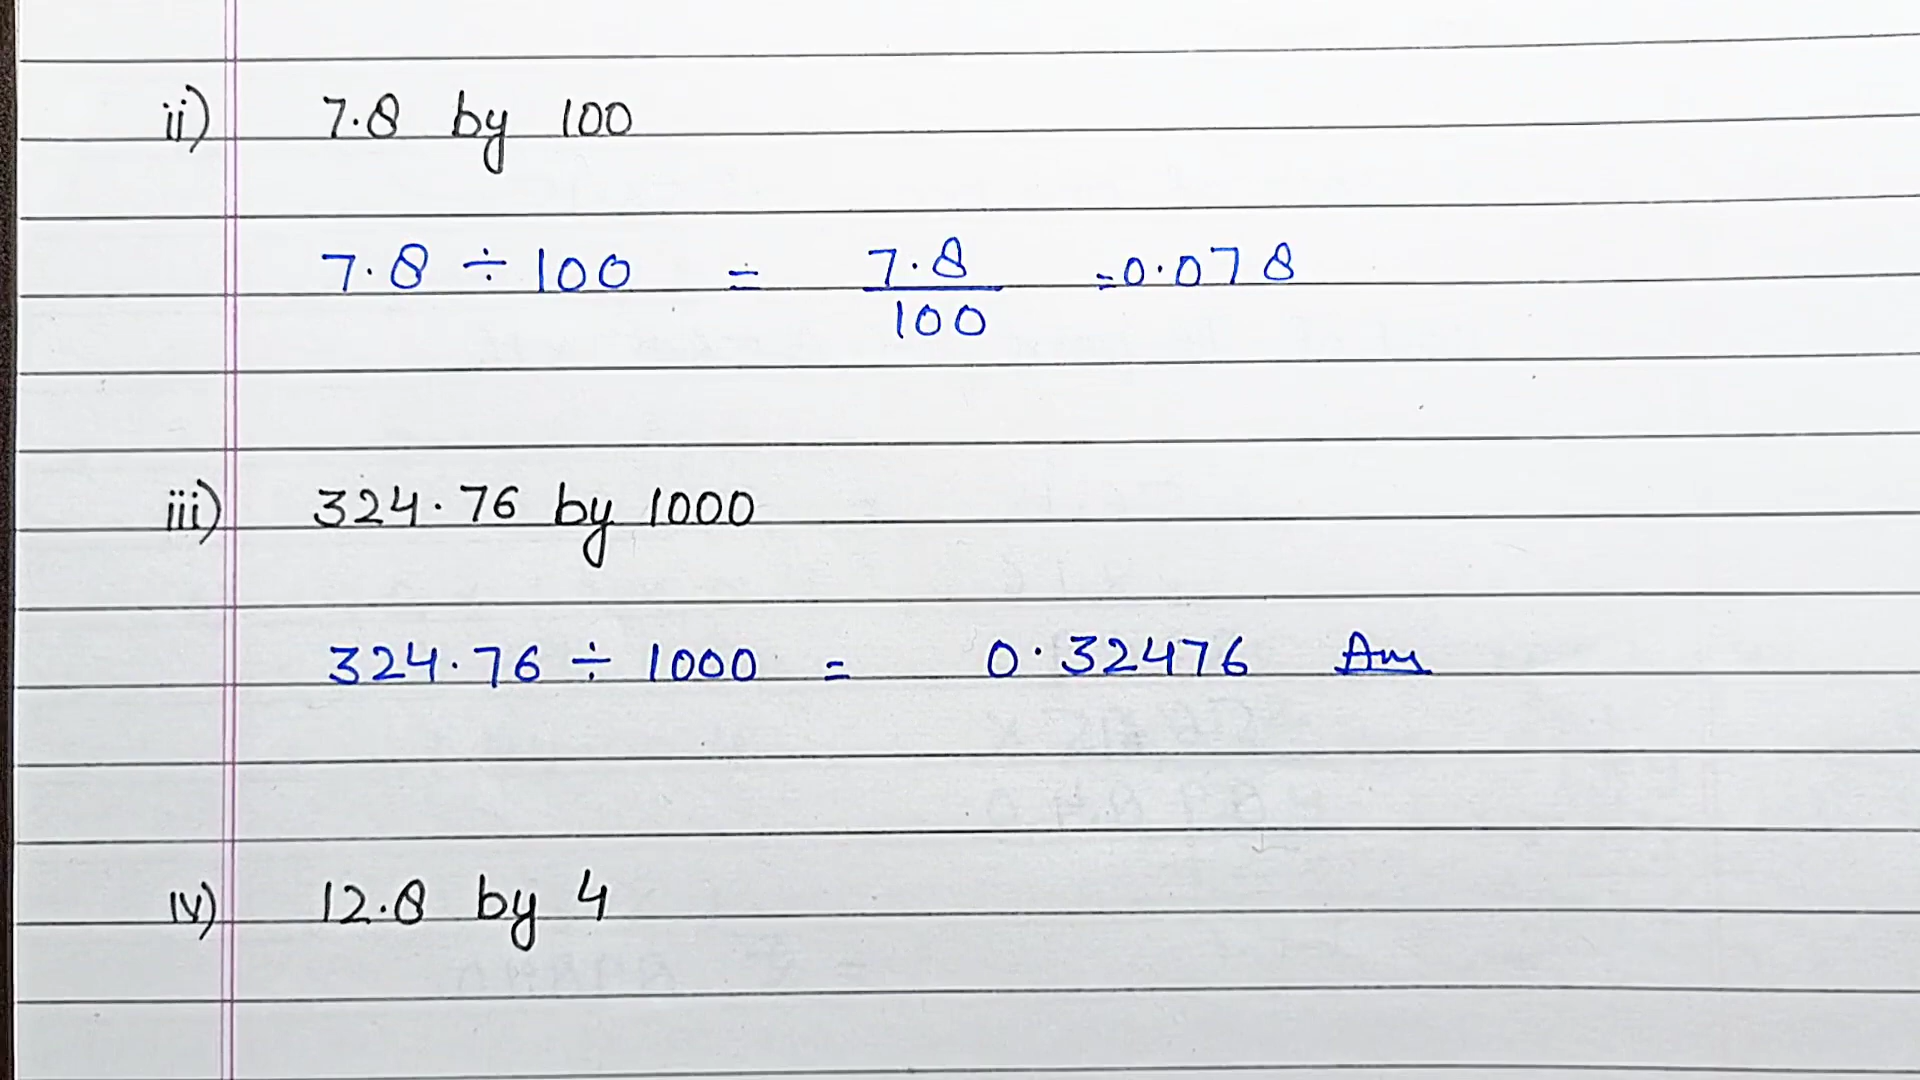 ii) 7.8 by 100
7.8 ÷ 100 = 7.8/100 = 0.078
iii) 324.76 by 1000
324.76 ÷ 1000 = 0.32476 Ans
iv) 12.8 by 4